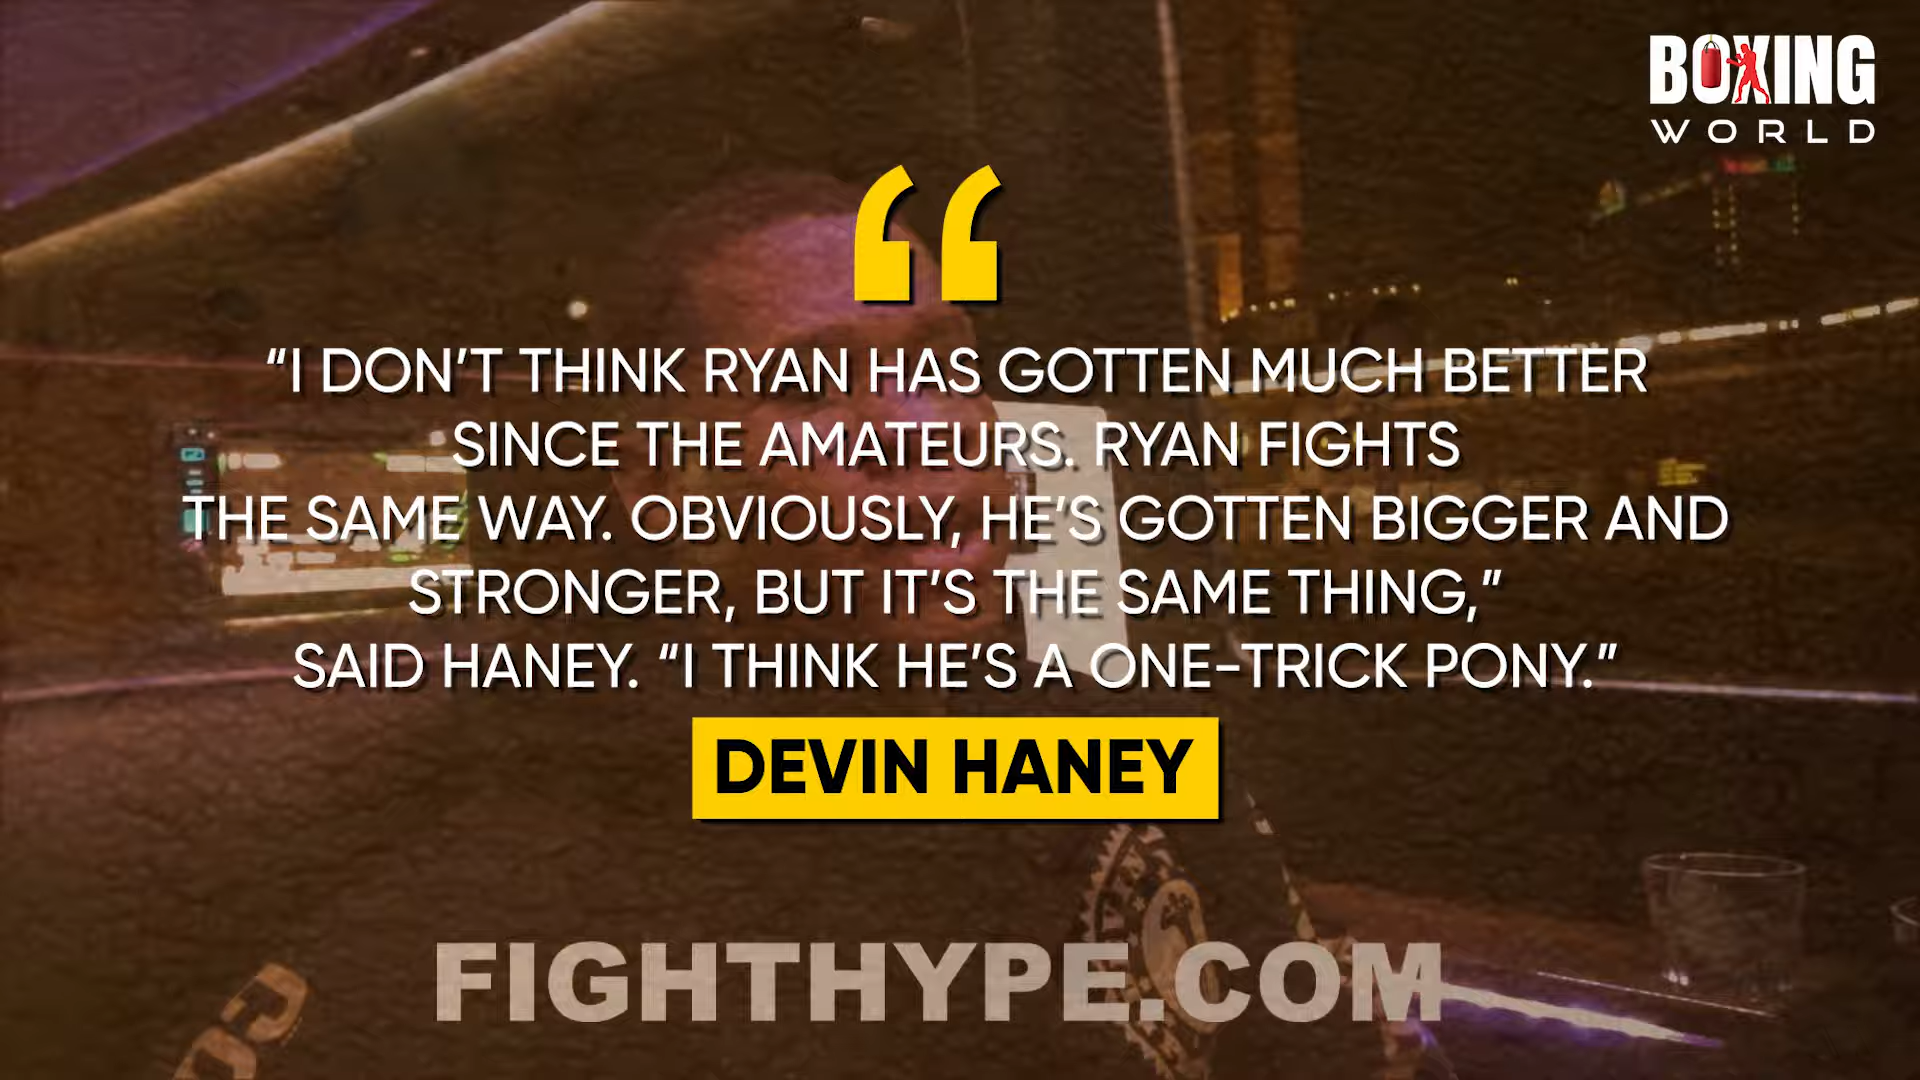 BOXING
WORLD
“
“I DON’T THINK RYAN HAS GOTTEN MUCH BETTER
SINCE THE AMATEURS. RYAN FIGHTS
THE SAME WAY. OBVIOUSLY, HE’S GOTTEN BIGGER AND
STRONGER, BUT IT’S THE SAME THING,”
SAID HANEY. “I THINK HE’S A ONE-TRICK PONY.”
DEVIN HANEY
FIGHTHYPE.COM